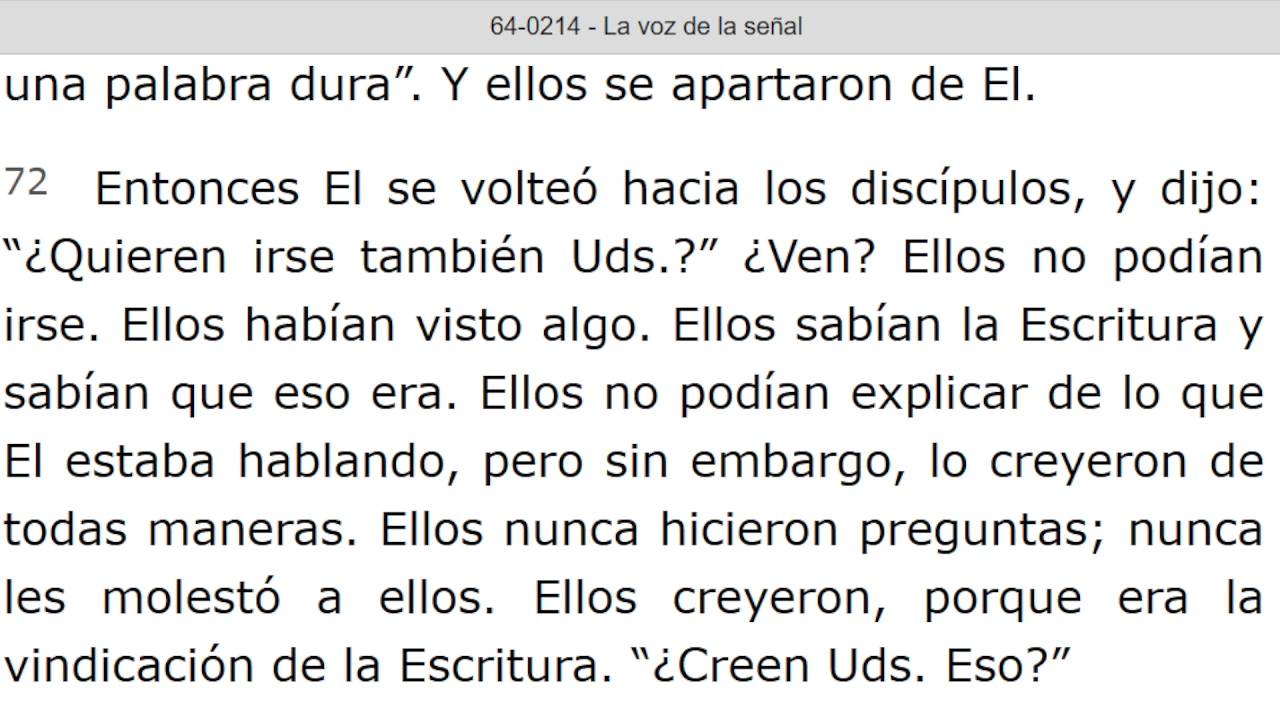 64-0214 - La voz de la señal
una palabra dura”. Y ellos se apartaron de El.
72 Entonces El se volteó hacia los discípulos, y dijo:
“¿Quieren irse también Uds.?” ¿Ven? Ellos no podían
irse. Ellos habían visto algo. Ellos sabían la Escritura y
sabían que eso era. Ellos no podían explicar de lo que
El estaba hablando, pero sin embargo, lo creyeron de
todas maneras. Ellos nunca hicieron preguntas; nunca
les molestó a ellos. Ellos creyeron, porque era la
vindicación de la Escritura. “¿Creen Uds. Eso?”